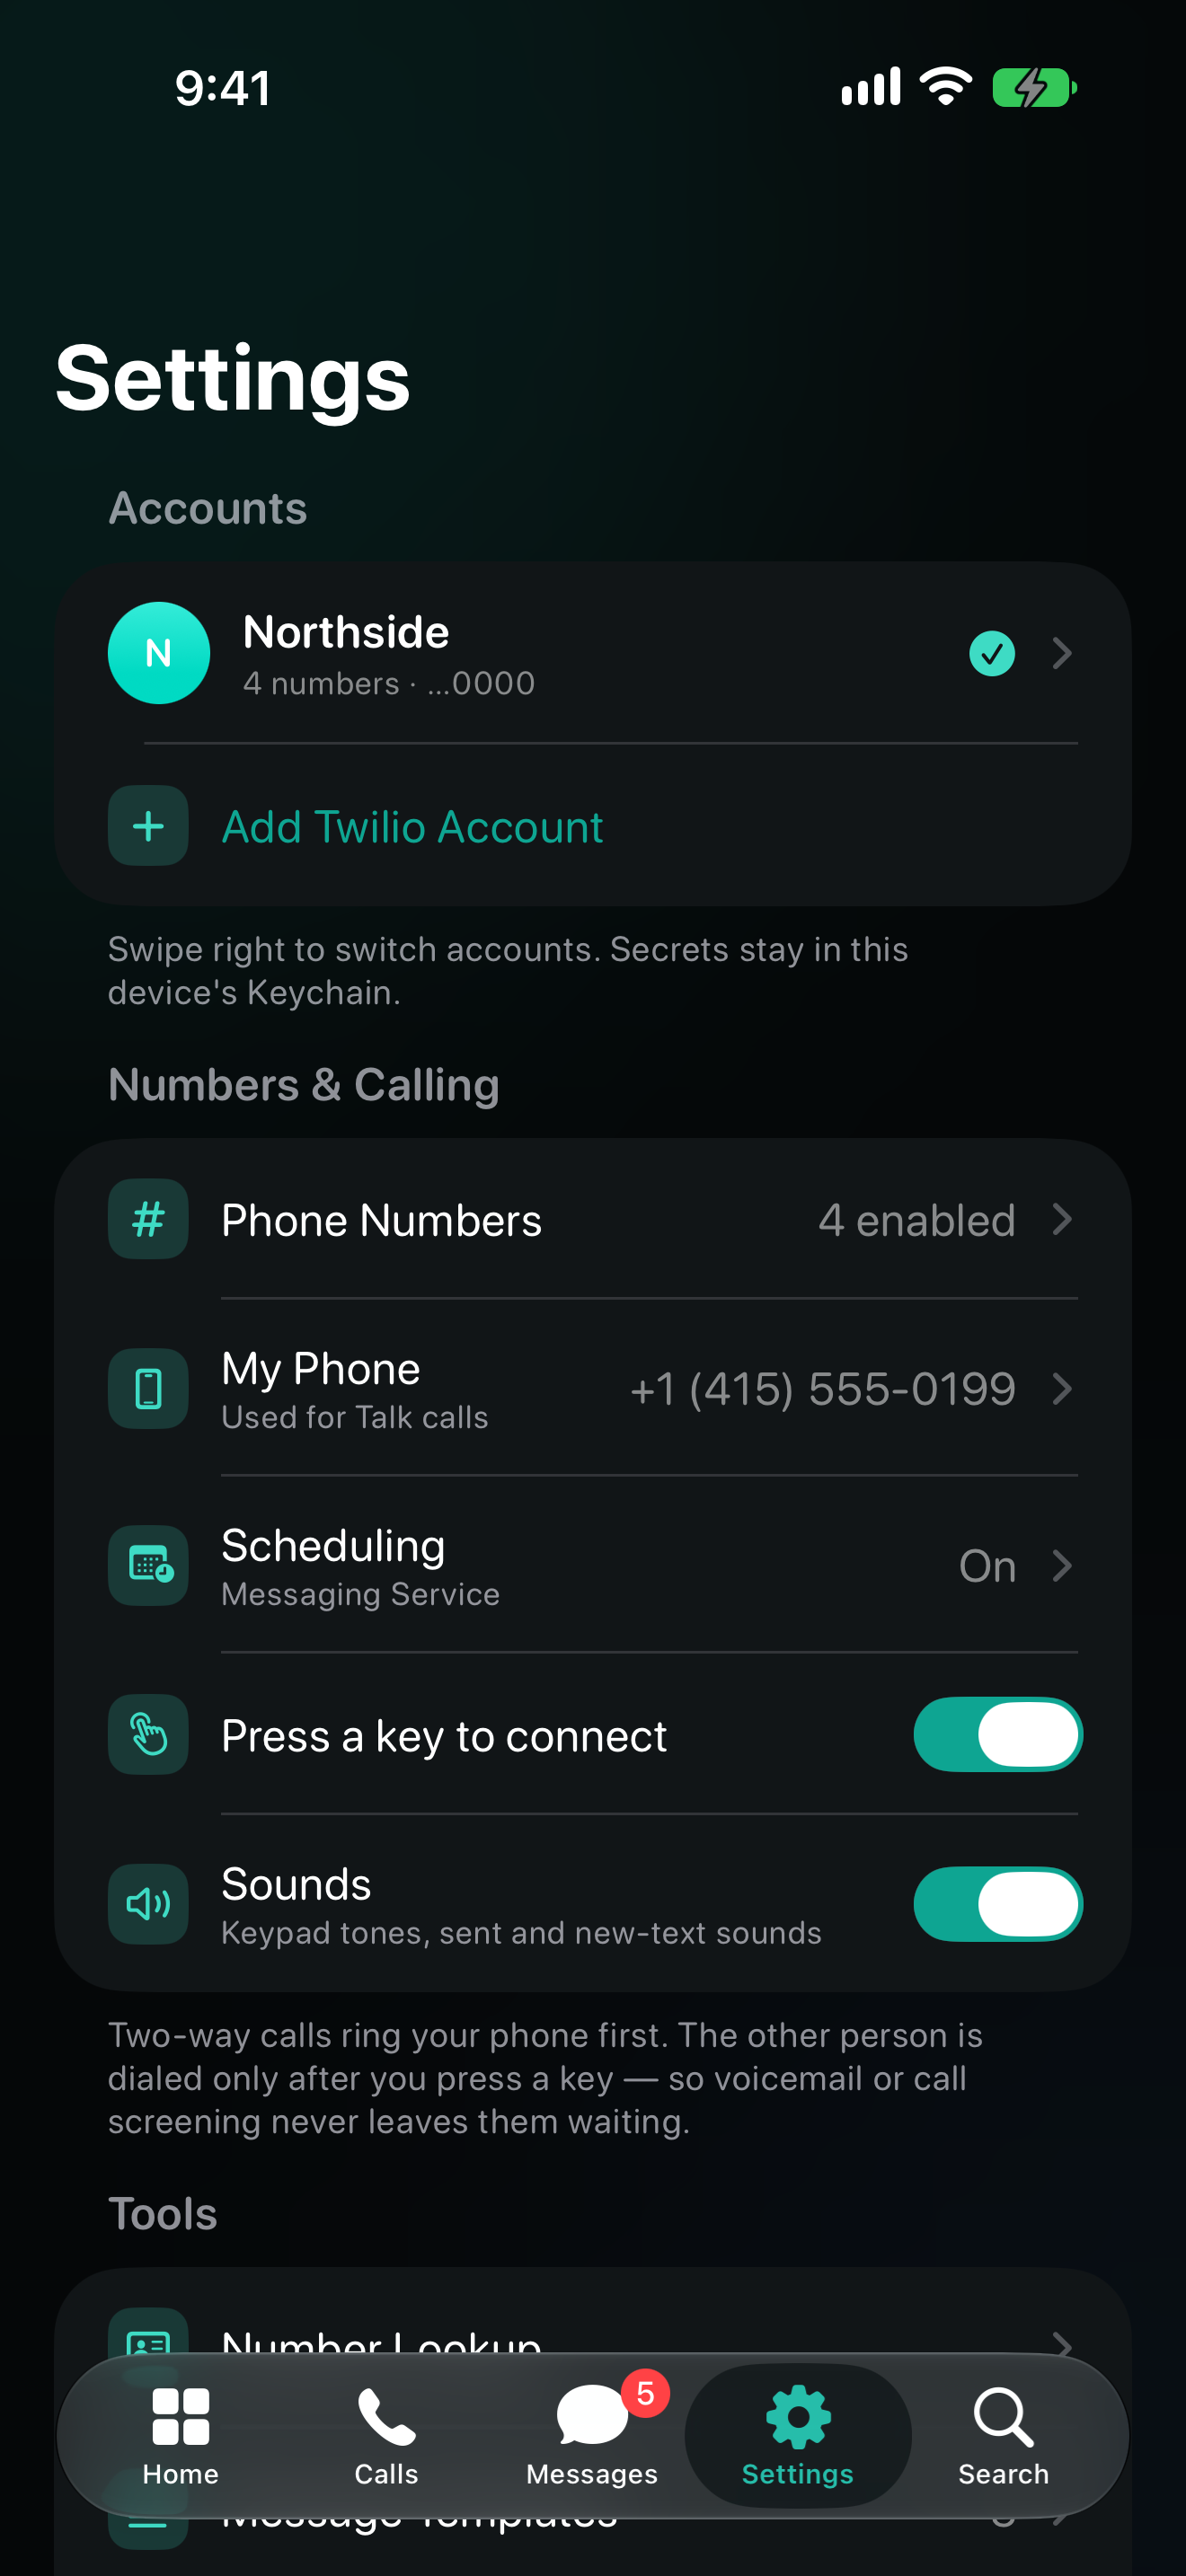 9:41
Settings
Accounts
N
Northside
4 numbers · ...0000
Add Twilio Account
Swipe right to switch accounts. Secrets stay in this
device's Keychain.
Numbers & Calling
Phone Numbers
4 enabled
My Phone
Used for Talk calls
+1 (415) 555-0199
Scheduling
Messaging Service
On
Press a key to connect
Sounds
Keypad tones, sent and new-text sounds
Two-way calls ring your phone first. The other person is
dialed only after you press a key — so voicemail or call
screening never leaves them waiting.
Tools
Number Lookup
5
Home
Calls
Messages
Settings
Search
Message Templates